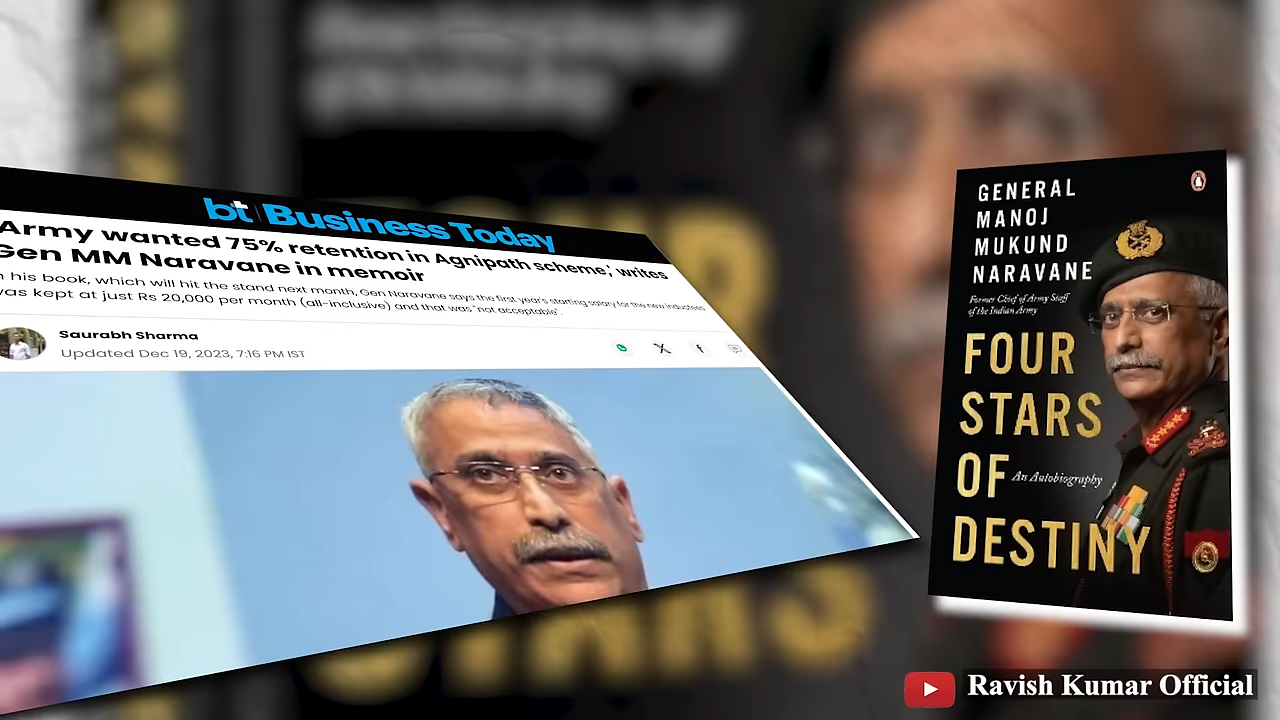 bt Business Today
Army wanted 75% retention in Agnipath scheme,' writes
Gen MM Naravane in memoir
n his book, which will hit the stand next month, Gen Naravane says the first year's starting salary for the new inductees
was kept at just Rs 20,000 per month (all-inclusive) and that was 'not acceptable'.
Saurabh Sharma
Updated Dec 19, 2023, 7:16 PM IST
GENERAL
MANOJ
MUKUND
NARAVANE
Former Chief of Army Staff
of the Indian Army
FOUR
STARS
OF
An Autobiography
DESTINY
Ravish Kumar Official